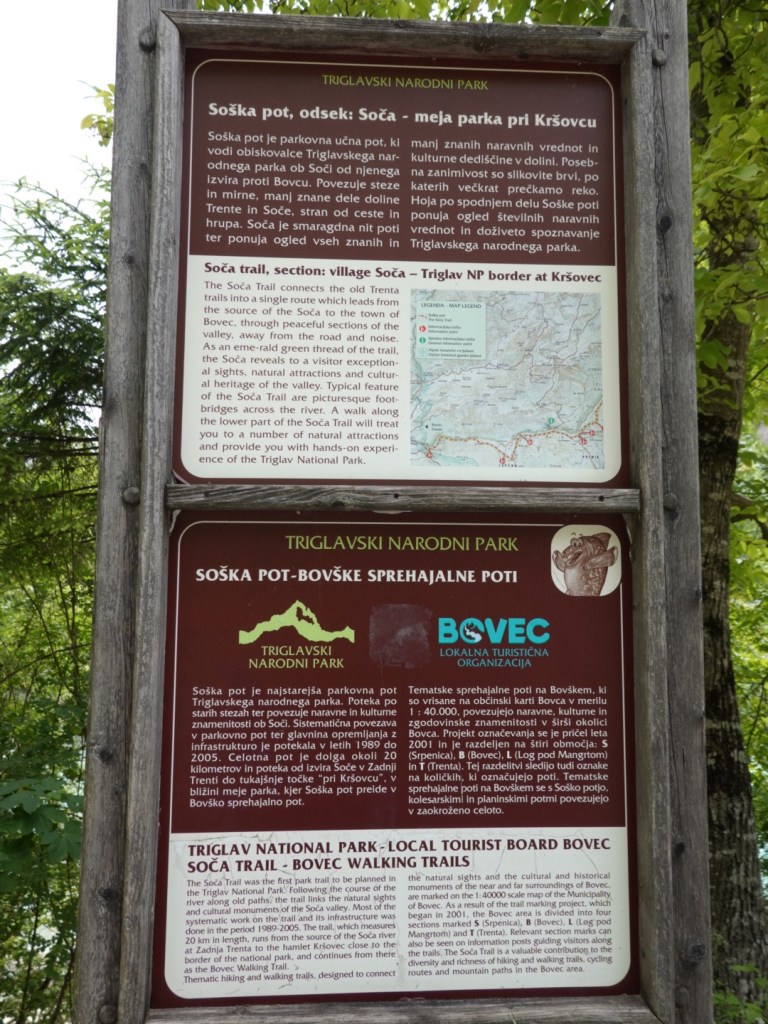 TRIGLAVSKI NARODNI PARK
Soška pot, odsek: Soča - meja parka pri Kršovcu
Soška pot je parkovna učna pot, ki
vodi obiskovalce Triglavskega nar-
odnega parka ob Soči od njenega
izvira proti Bovcu. Povezuje steze
in mirne, manj znane dele doline
Trente in Soče, stran od ceste in
hrupa. Soča je smaragdna nit poti
ter ponuja ogled vseh znanih in
manj znanih naravnih vrednot in
kulturne dediščine v dolini. Poseb-
na zanimivost so slikovite brvi, po
katerih večkrat prečkamo reko.
Hoja po spodnjem delu Soške poti
ponuja ogled številnih naravnih
vrednot in doživeto spoznavanje
Triglavskega narodnega parka.
Soča trail, section: village Soča – Triglav NP border at Kršovec
The Soča Trail connects the old Trenta
trails into a single route which leads from
the source of the Soča to the town of
Bovec, through peaceful sections of the
valley, away from the road and noise.
As an eme-rald green thread of the trail,
the Soča reveals to a visitor exception-
al sights, natural attractions and cultur-
al heritage of the valley. Typical feature
of the Soča Trail are picturesque foot-
bridges across the river. A walk along
the lower part of the Soča Trail will treat
you to a number of natural attractions
and provide you with hands-on experi-
ence of the Triglav National Park.
LEGENDA - MAP LEGEND
TRIGLAVSKI NARODNI PARK
SOŠKA POT-BOVŠKE SPREHAJALNE POTI
TRIGLAVSKI
NARODNI PARK
BOVEC
LOKALNA TURISTIČNA
ORGANIZACIJA
Soška pot je najstarejša parkovna pot
Triglavskega narodnega parka. Poteka po
starih stezah ter povezuje naravne in kulturne
znamenitosti ob Soči. Sistematična povezava
v parkovno pot ter glavnina opremljanja z
infrastrukturo je potekala v letih 1989 do
2005. Celotna pot je dolga okoli 20
kilometrov in poteka od izvira Soče v Zadnji
Trenti do tukajšnje točke "pri Kršovcu", v
bližini meje parka, kjer Soška pot preide v
Bovško sprehajalno pot.
Tematske sprehajalne poti na Bovškem, ki
so vrisane na občinski karti Bovca v merilu
1 : 40.000, povezujejo naravne, kulturne in
zgodovinske znamenitosti v širši okolici
Bovca. Projekt označevanja se je pričel leta
2001 in je razdeljen na štiri območja: S
(Srpenica), B (Bovec), L (Log pod Mangrtom)
in T (Trenta). Tej razdelitvi sledijo tudi oznake
na količkih, ki označujejo poti. Tematske
sprehajalne poti na Bovškem se s Soško potjo,
kolesarskimi in planinskimi potmi povezujejo
v zaokroženo celoto.
TRIGLAV NATIONAL PARK - LOCAL TOURIST BOARD BOVEC
SOČA TRAIL - BOVEC WALKING TRAILS
The Soča Trail was the first park trail to be planned in
the Triglav National Park. Following the course of the
river along old paths, the trail links the natural sights
and cultural monuments of the Soča valley. Most of the
systematic work on the trail and its infrastructure was
done in the period 1989-2005. The trail, which measures
20 km in length, runs from the source of the Soča river
at Zadnja Trenta to the hamlet Kršovec close to the
border of the national park, and continues from there
as the Bovec Walking Trail.
Thematic hiking and walking trails, designed to connect
the natural sights and the cultural and historical
monuments of the near and far surroundings of Bovec,
are marked on the 1:40000 scale map of the Municipality
of Bovec. As a result of the trail marking project, which
began in 2001, the Bovec area is divided into four
sections marked S (Srpenica), B (Bovec), L (Log pod
Mangrtom) and T (Trenta). Relevant section marks can
also be seen on information posts guiding visitors along
the trails. The Soča Trail is a valuable contribution to the
diversity and richness of hiking and walking trails, cycling
routes and mountain paths in the Bovec area.